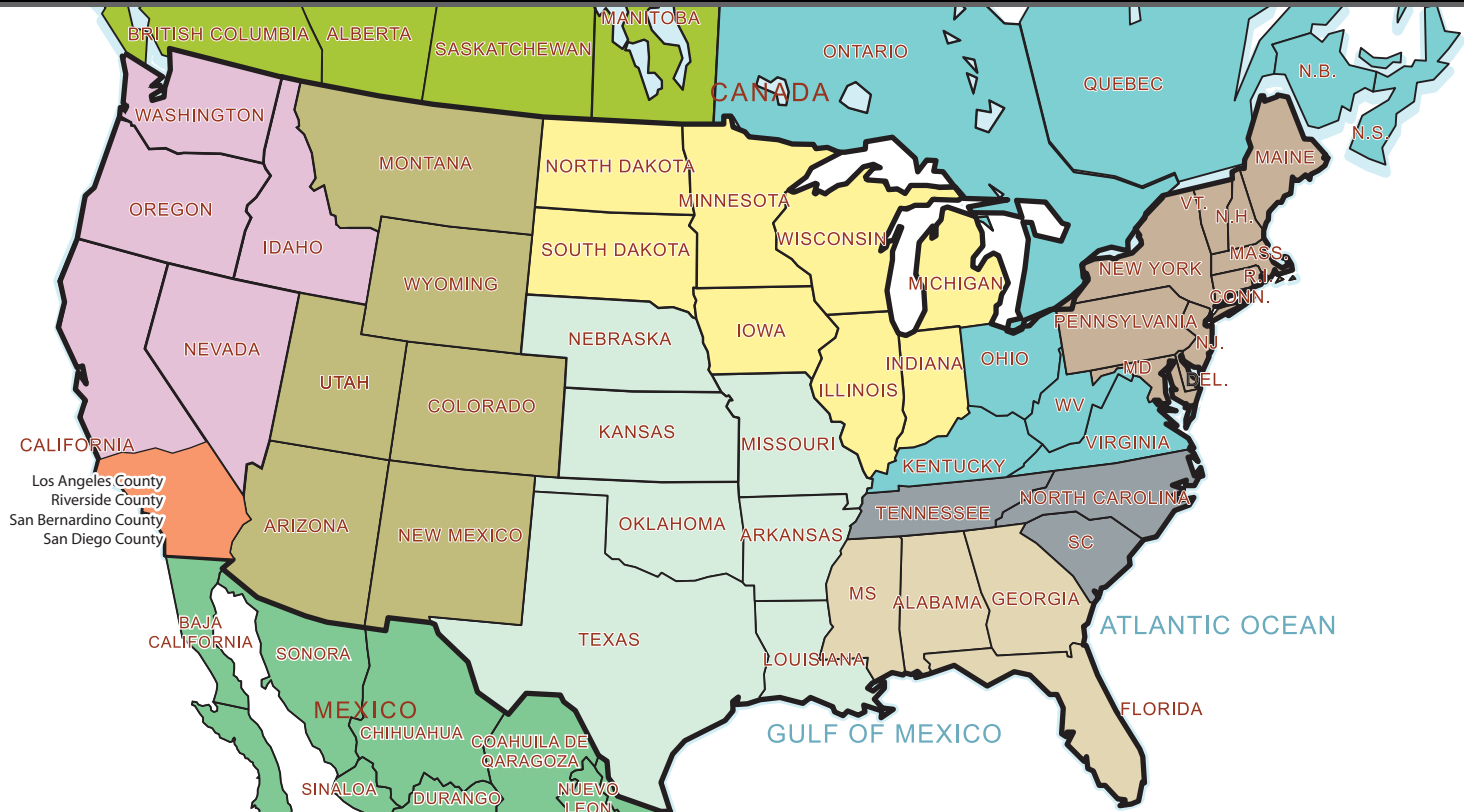 MANITOBA
BRITISH COLUMBIA
ALBERTA
SASKATCHEWAN
ONTARIO
CANADA
QUEBEC
N.B.
N.S.
WASHINGTON
MONTANA
NORTH DAKOTA
MINNESOTA
MAINE
OREGON
IDAHO
SOUTH DAKOTA
WISCONSIN
VT.
N.H.
MASS.
R.I.
CONN.
WYOMING
MICHIGAN
NEW YORK
NEVADA
NEBRASKA
IOWA
PENNSYLVANIA
NJ.
UTAH
COLORADO
ILLINOIS
INDIANA
OHIO
MD
DEL.
WV
CALIFORNIA
Los Angeles County
Riverside County
San Bernardino County
San Diego County
KANSAS
MISSOURI
KENTUCKY
VIRGINIA
ARIZONA
NEW MEXICO
OKLAHOMA
ARKANSAS
TENNESSEE
NORTH CAROLINA
SC
MS
ALABAMA
GEORGIA
ATLANTIC OCEAN
BAJA
CALIFORNIA
SONORA
TEXAS
LOUISIANA
MEXICO
CHIHUAHUA
COAHUILA DE
QARAGOZA
GULF OF MEXICO
FLORIDA
SINALOA
DURANGO
NUEVO
LEON